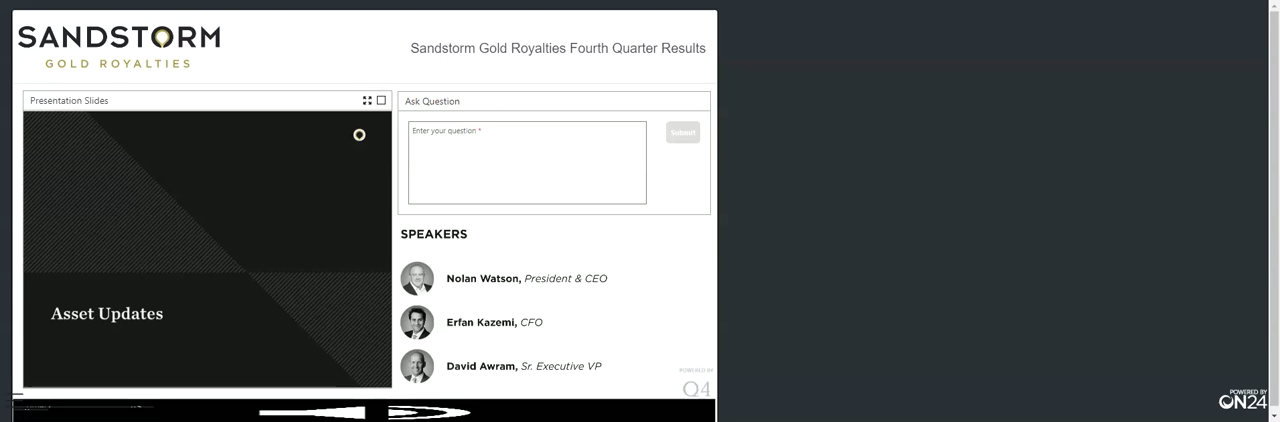 SANDSTORM
GOLD ROYALTIES
Sandstorm Gold Royalties Fourth Quarter Results
Presentation Slides
Ask Question
Enter your question *
Submit
Asset Updates
SPEAKERS
Nolan Watson, President & CEO
Erfan Kazemi, CFO
David Awram, Sr. Executive VP
POWERED BY
Q4
POWERED BY
ON24